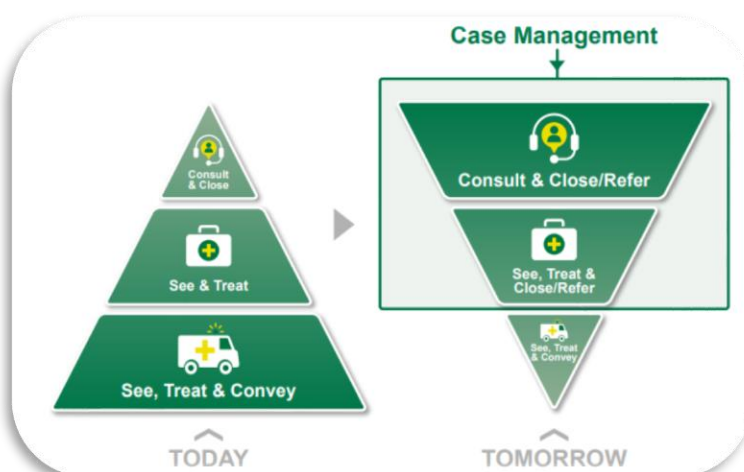 Case Management
Consult
& Close
See & Treat
See, Treat & Convey
TODAY
Consult & Close/Refer
See, Treat &
Close/Refer
See, Treat
& Convey
TOMORROW